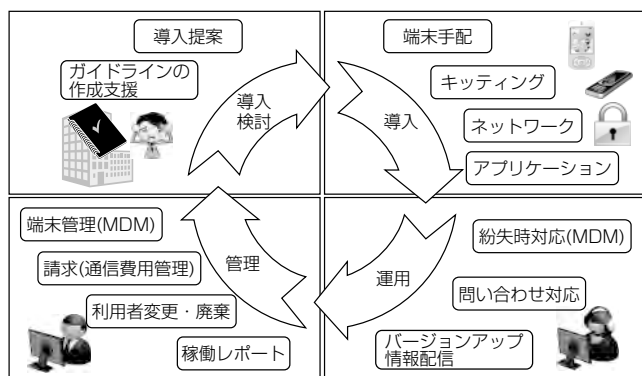 導入提案
ガイドラインの
作成支援
導入
検討
端末手配
キッティング
ネットワーク
アプリケーション
導入
紛失時対応(MDM)
問い合わせ対応
バージョンアップ
情報配信
運用
端末管理(MDM)
請求(通信費用管理)
利用者変更・廃棄
稼働レポート
管理